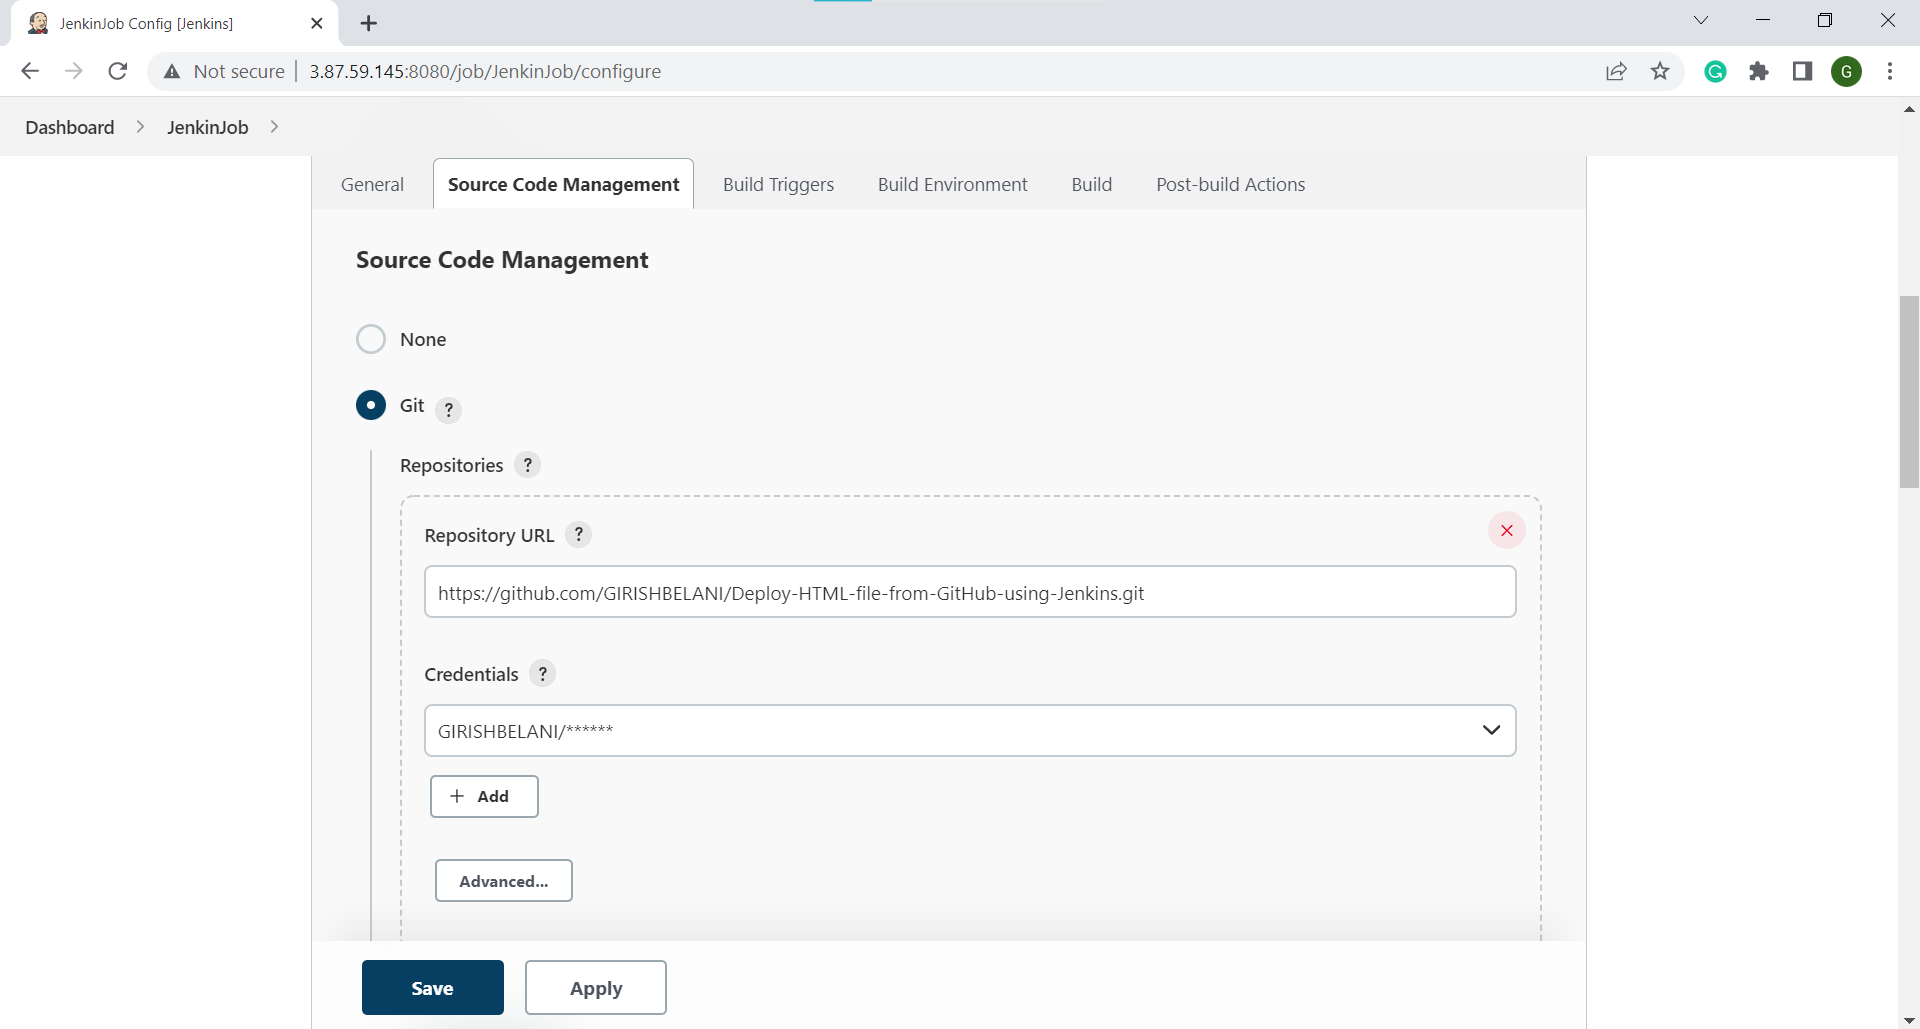 JenkinJob Config [Jenkins]
Not secure | 3.87.59.145:8080/job/JenkinJob/configure
G
G
Dashboard > JenkinJob >
General Source Code Management Build Triggers Build Environment Build Post-build Actions
Source Code Management
None
Git ?
Repositories ?
Repository URL ?
https://github.com/GIRISHBELANI/Deploy-HTML-file-from-GitHub-using-Jenkins.git
Credentials ?
GIRISHBELANI/******
+ Add
Advanced...
Save Apply